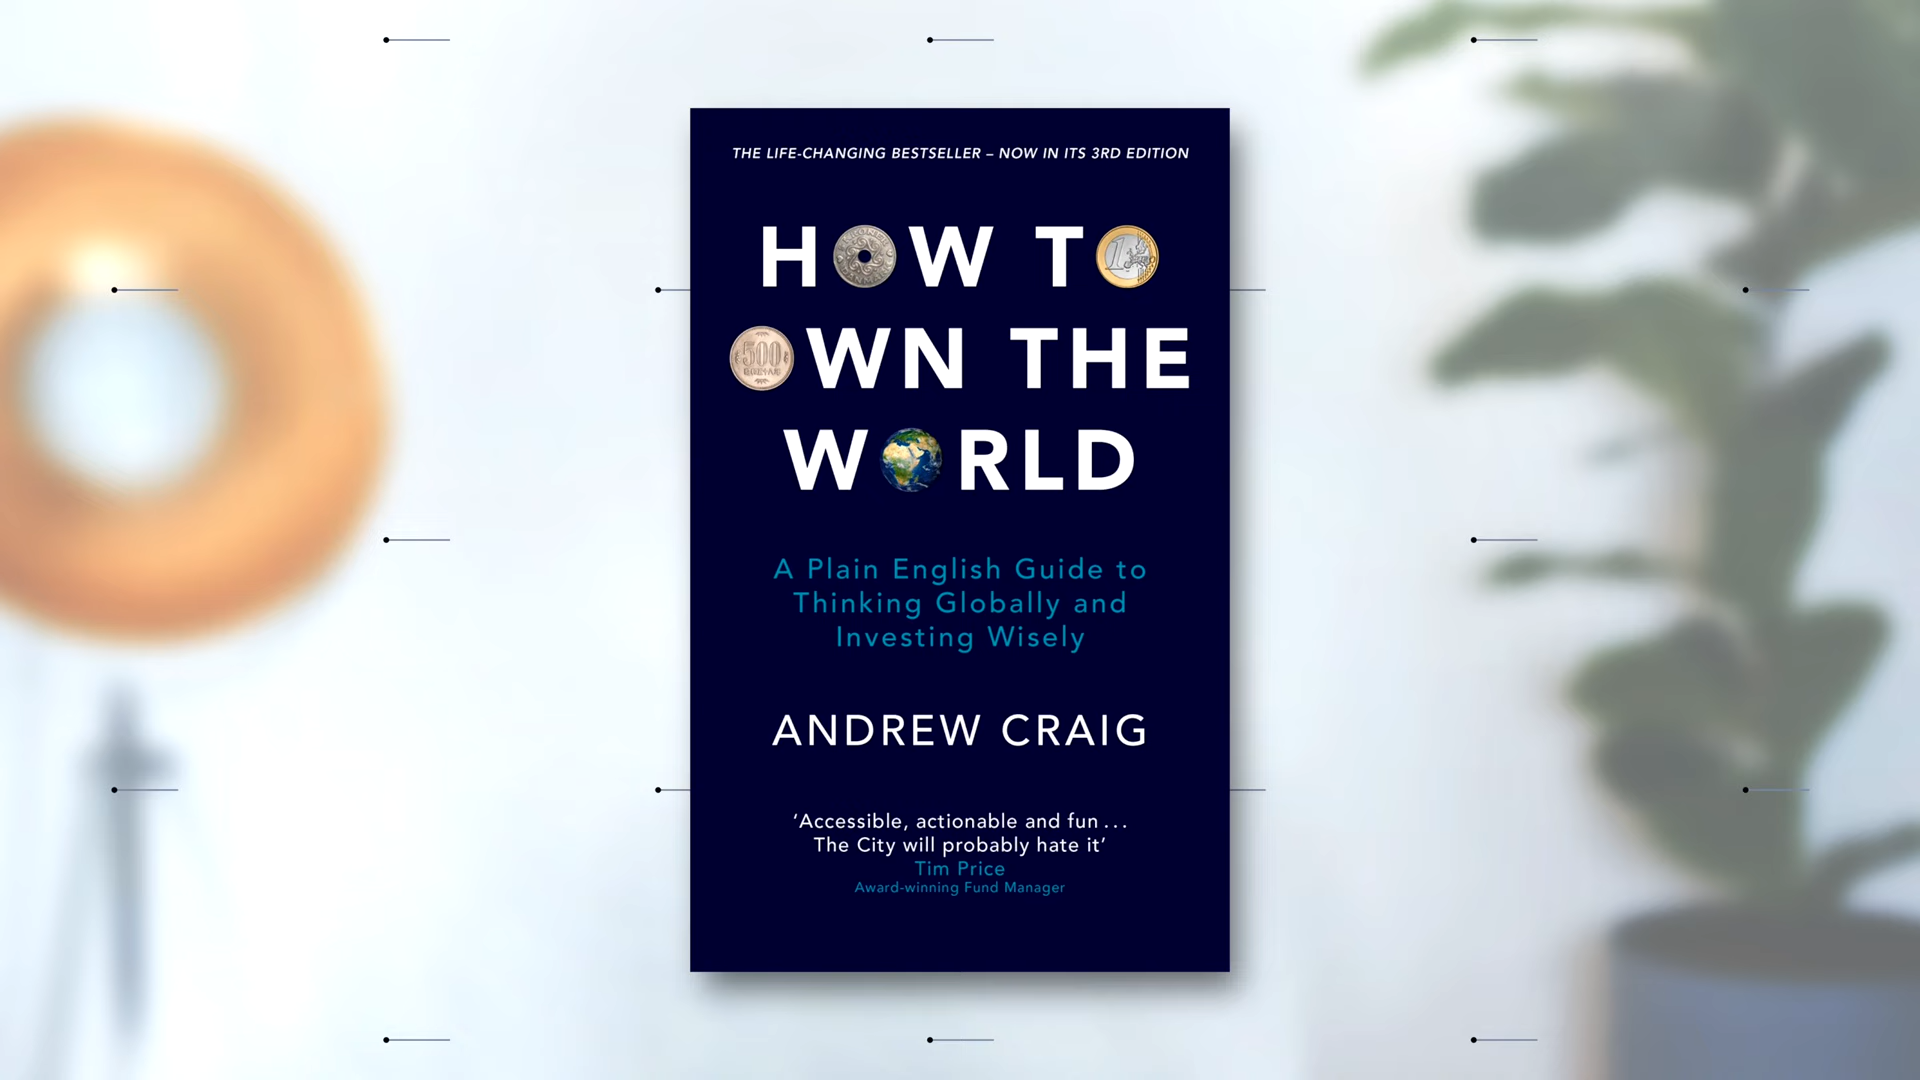 THE LIFE-CHANGING BESTSELLER – NOW IN ITS 3RD EDITION
HOW TO
OWN THE
WORLD
A Plain English Guide to
Thinking Globally and
Investing Wisely
ANDREW CRAIG
‘Accessible, actionable and fun ...
The City will probably hate it’
Tim Price
Award-winning Fund Manager
1
500